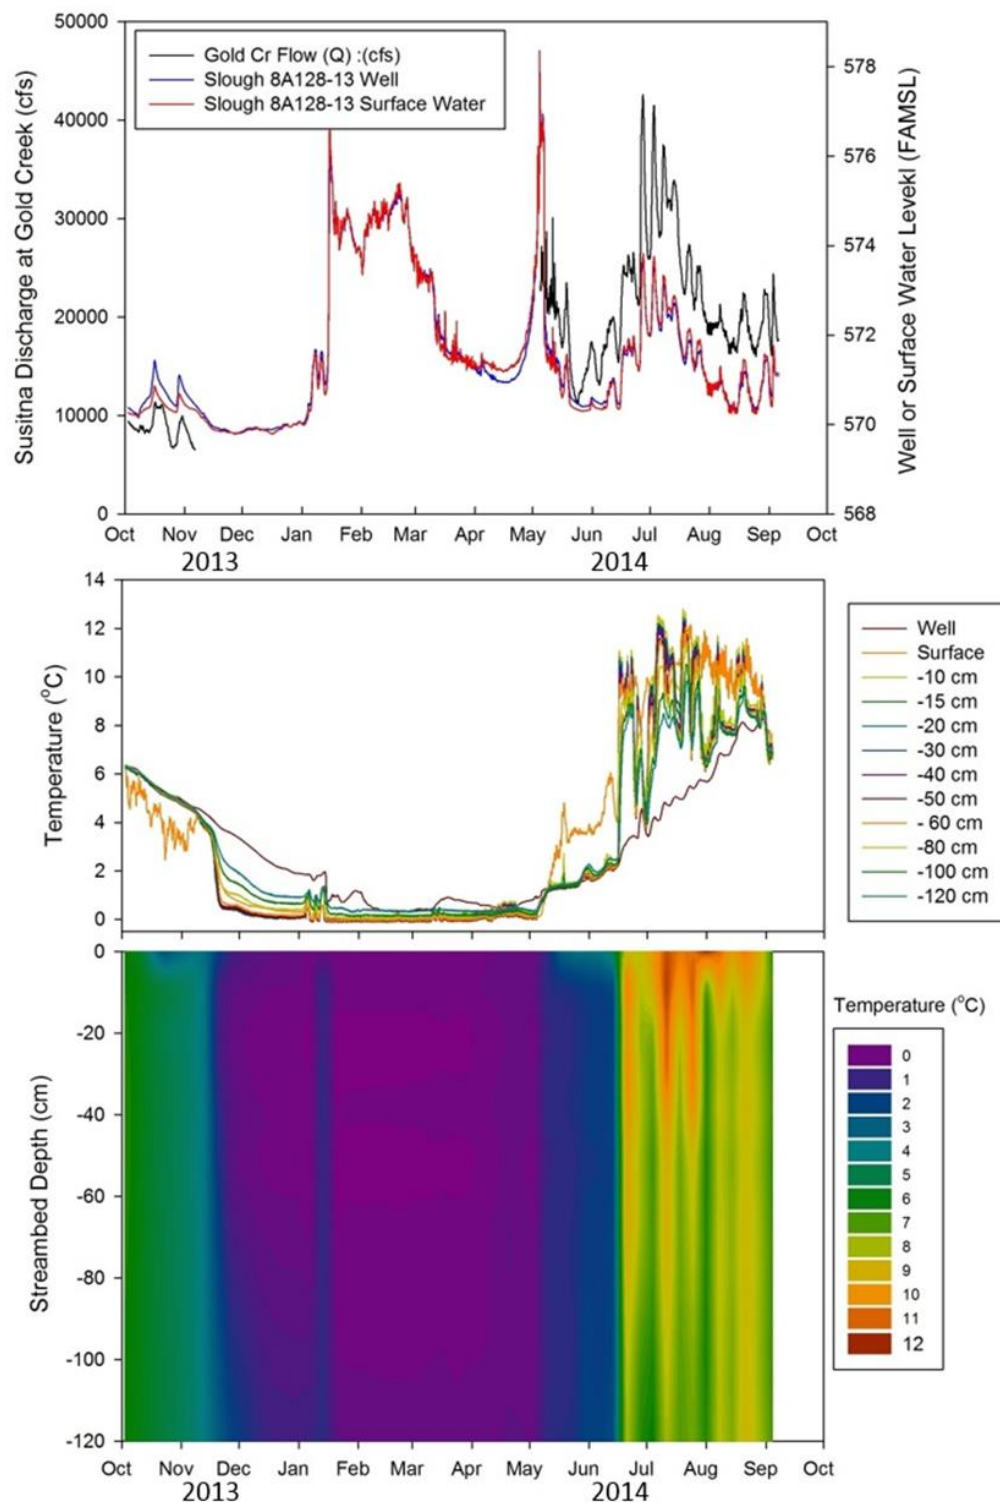 50000
Gold Cr Flow (Q) :(cfs)
Slough 8A128-13 Well
Slough 8A128-13 Surface Water
40000
30000
20000
10000
0
Susitna Discharge at Gold Creek (cfs)
578
576
574
572
570
568
Well or Surface Water Levekl (FAMSL)
Oct Nov Dec Jan Feb Mar Apr May Jun Jul Aug Sep Oct
2013 2014
14
12
10
8
6
4
2
0
Temperature (°C)
Well
Surface
-10 cm
-15 cm
-20 cm
-30 cm
-40 cm
-50 cm
- 60 cm
-80 cm
-100 cm
-120 cm
0
-20
-40
-60
-80
-100
-120
Streambed Depth (cm)
Temperature (°C)
0
1
2
3
4
5
6
7
8
9
10
11
12
Oct Nov Dec Jan Feb Mar Apr May Jun Jul Aug Sep Oct
2013 2014